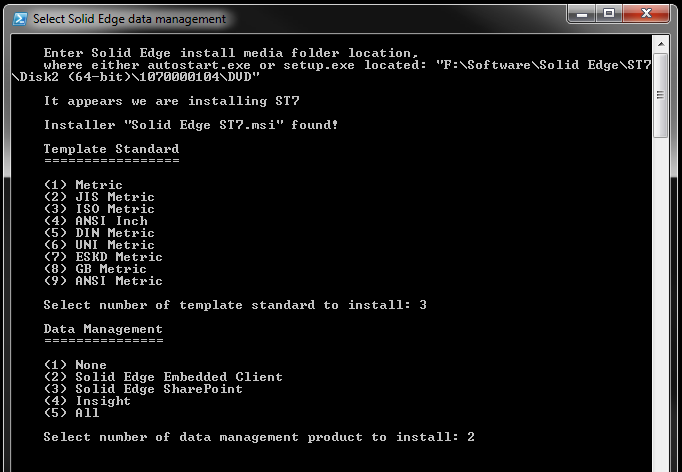 Select Solid Edge data management
Enter Solid Edge install media folder location,
where either autostart.exe or setup.exe located: "F:\Software\Solid Edge\ST7
\Disk2 (64-bit)\1070000104\DVD"
It appears we are installing ST7
Installer "Solid Edge ST7.msi" found!
Template Standard
=================
(1) Metric
(2) JIS Metric
(3) ISO Metric
(4) ANSI Inch
(5) DIN Metric
(6) UNI Metric
(7) ESKD Metric
(8) GB Metric
(9) ANSI Metric
Select number of template standard to install: 3
Data Management
===============
(1) None
(2) Solid Edge Embedded Client
(3) Solid Edge SharePoint
(4) Insight
(5) All
Select number of data management product to install: 2